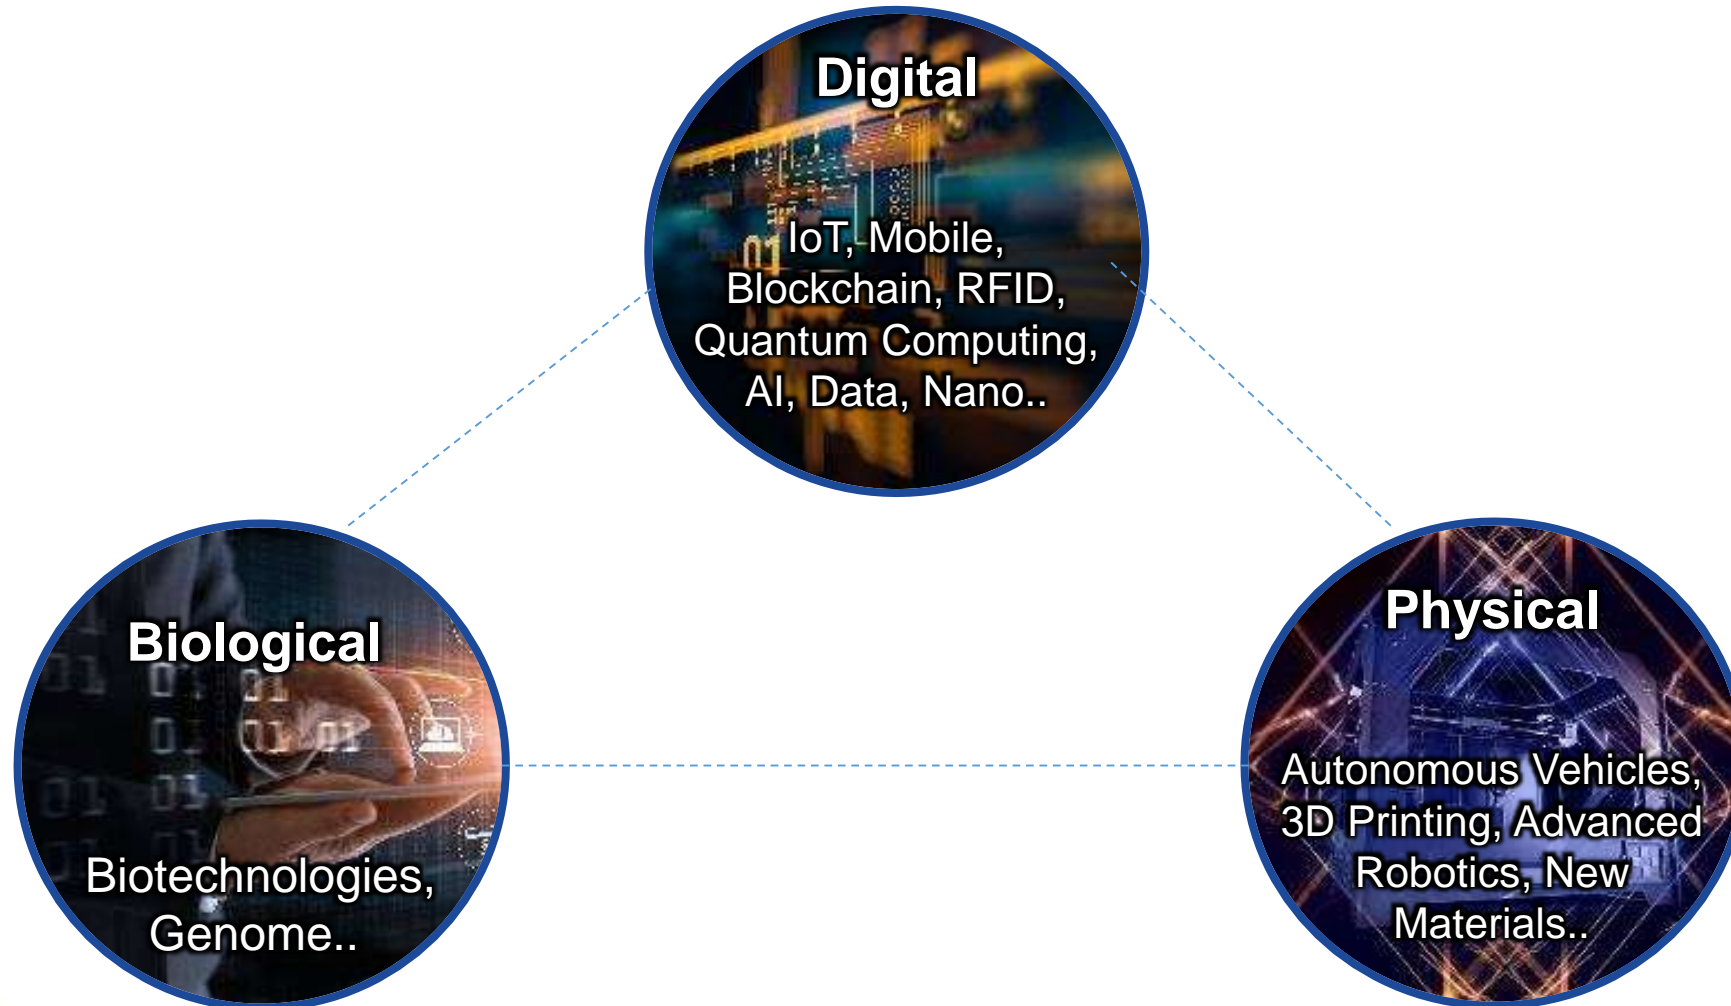 Digital
IoT, Mobile,
Blockchain, RFID,
Quantum Computing,
AI, Data, Nano..
Biological
Biotechnologies,
Genome..
Physical
Autonomous Vehicles,
3D Printing, Advanced
Robotics, New
Materials..